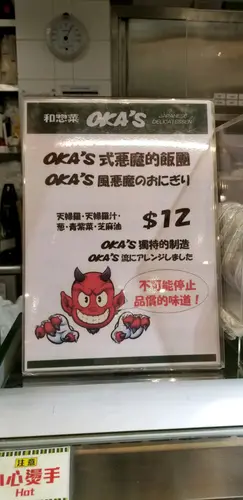 和惣菜 OKA'S JAPANESE DELICATESSEN
OKA'S 式悪魔的飯團
OKA'S 風悪魔のおにぎり
天婦羅・天婦羅汁・
葱・青紫菜・芝麻油
$12
OKA'S 獨特的制造
OKA'S 流にアレンジしました
不可能停止
品償的味道！
注意
小心燙手
Hot